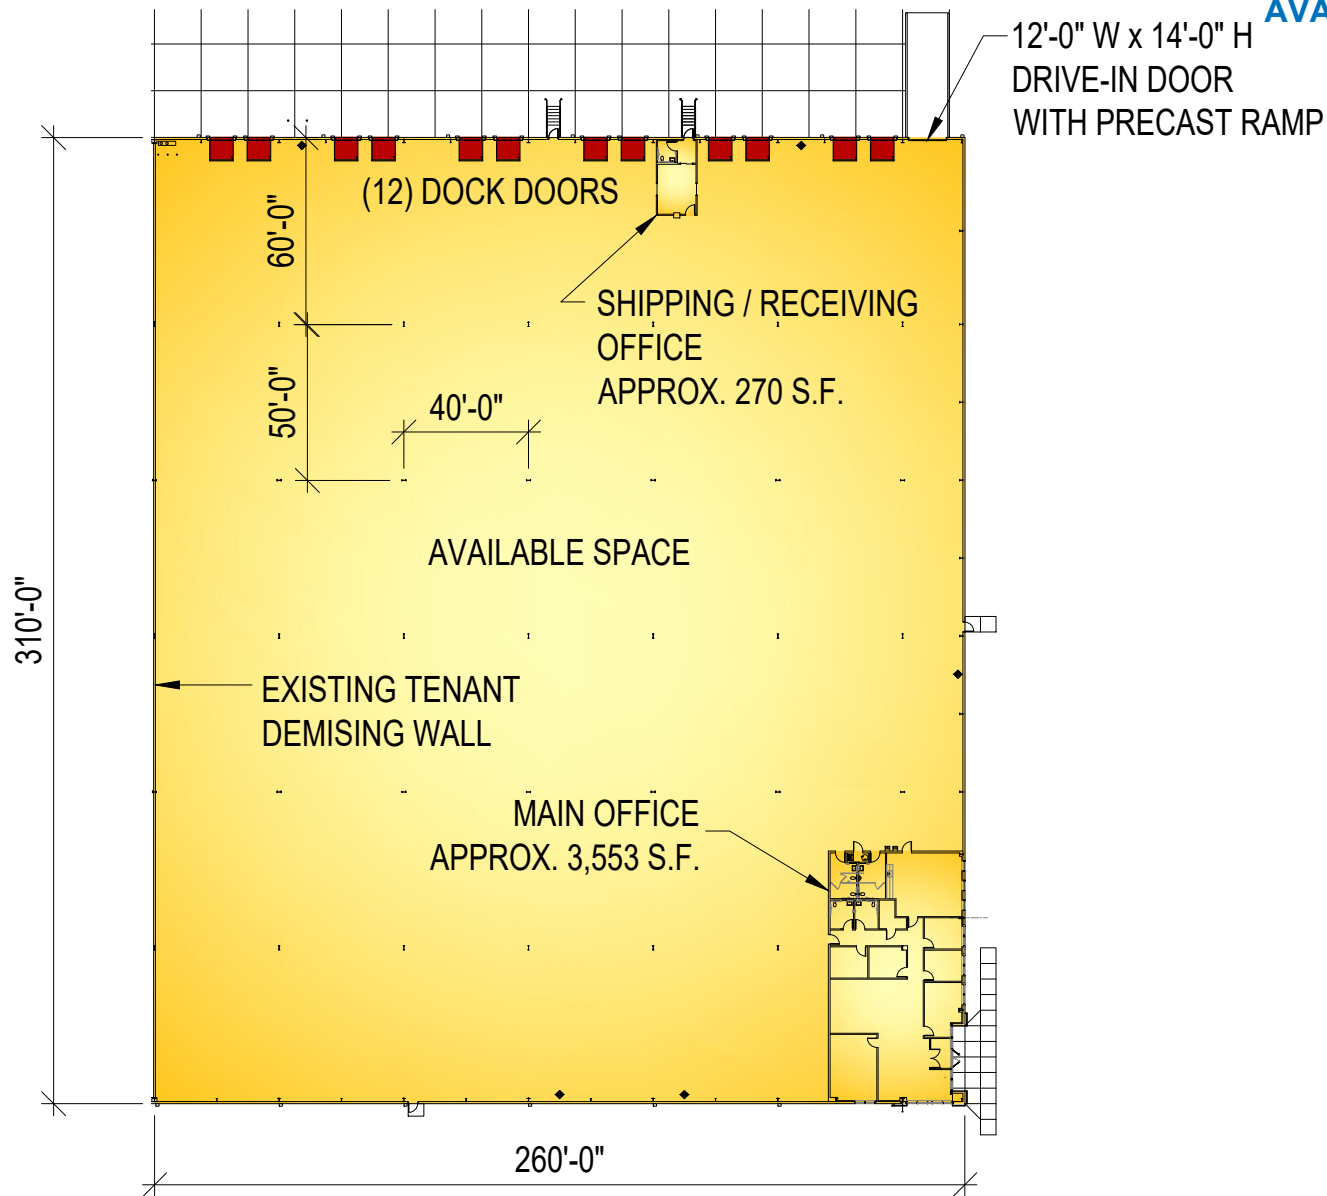 AVA
12'-0" W x 14'-0" H
DRIVE-IN DOOR
WITH PRECAST RAMP
(12) DOCK DOORS
60'-0"
SHIPPING / RECEIVING
OFFICE
APPROX. 270 S.F.
50'-0"
40'-0"
AVAILABLE SPACE
310'-0"
EXISTING TENANT
DEMISING WALL
MAIN OFFICE
APPROX. 3,553 S.F.
260'-0"